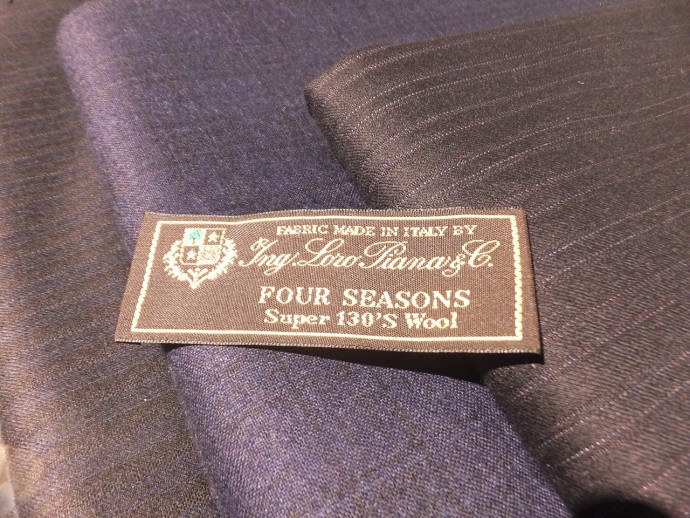 FABRIC MADE IN ITALY BY
Ing. Loro Piana & C.
FOUR SEASONS
Super 130'S Wool